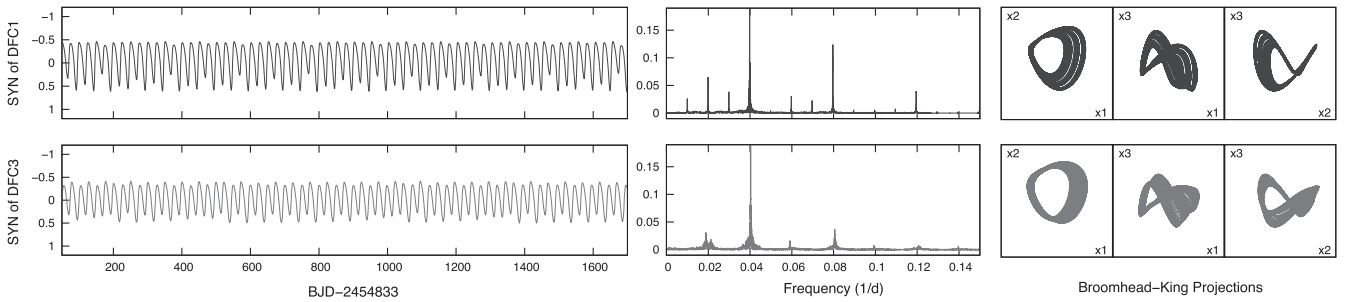 SYN of DFC1
−1
−0.5
0
0.5
1
0.15
0.05
0
x2
x1
x3
x1
x3
x2
SYN of DFC3
−1
−0.5
0
0.5
1
200 400 600 800 1000 1200 1400 1600
BJD−2454833
0.15
0.1
0.05
0
0 0.02 0.04 0.06 0.08 0.1 0.12 0.14
Frequency (1/d)
x2
x1
x3
x1
x3
x2
Broomhead−King Projections